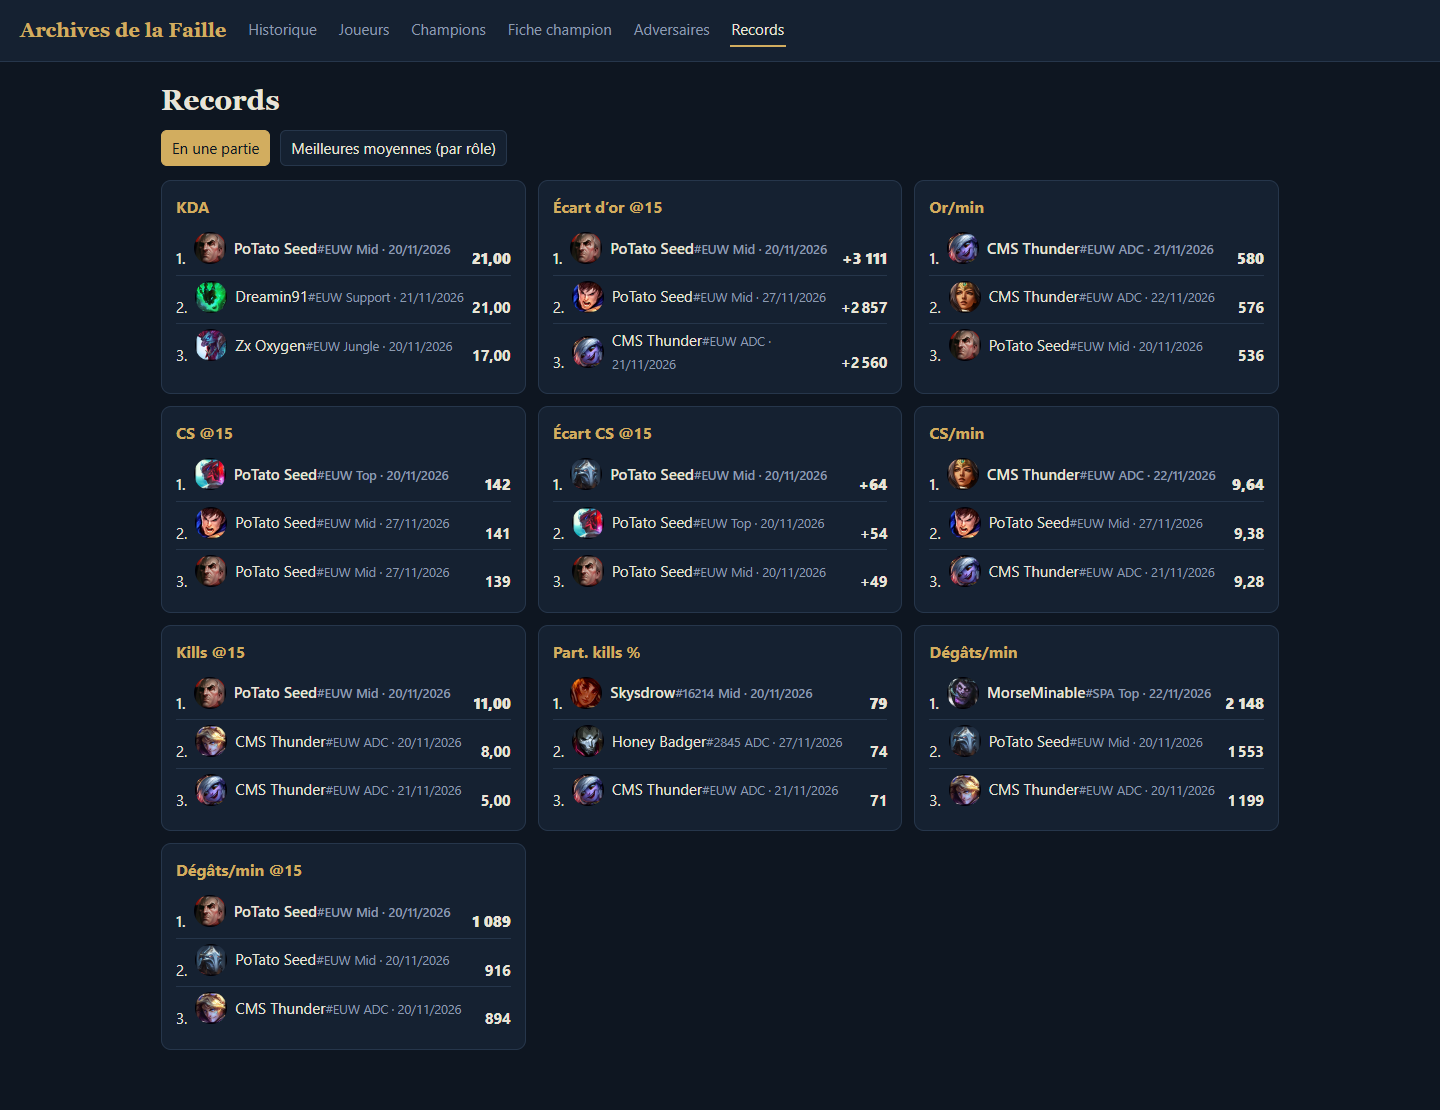 Archives de la Faille Historique Joueurs Champions Fiche champion Adversaires Records
Records
En une partie Meilleures moyennes (par rôle)
KDA
1. PoTato Seed#EUW Mid · 20/11/2026 21,00
2. Dreamin91#EUW Support · 21/11/2026 21,00
3. Zx Oxygen#EUW Jungle · 20/11/2026 17,00
Écart d'or @15
1. PoTato Seed#EUW Mid · 20/11/2026 +3 111
2. PoTato Seed#EUW Mid · 27/11/2026 +2 857
3. CMS Thunder#EUW ADC ·
21/11/2026 +2 560
Or/min
1. CMS Thunder#EUW ADC · 21/11/2026 580
2. CMS Thunder#EUW ADC · 22/11/2026 576
3. PoTato Seed#EUW Mid · 20/11/2026 536
CS @15
1. PoTato Seed#EUW Top · 20/11/2026 142
2. PoTato Seed#EUW Mid · 27/11/2026 141
3. PoTato Seed#EUW Mid · 27/11/2026 139
Écart CS @15
1. PoTato Seed#EUW Mid · 20/11/2026 +64
2. PoTato Seed#EUW Top · 20/11/2026 +54
3. PoTato Seed#EUW Mid · 20/11/2026 +49
CS/min
1. CMS Thunder#EUW ADC · 22/11/2026 9,64
2. PoTato Seed#EUW Mid · 27/11/2026 9,38
3. CMS Thunder#EUW ADC · 21/11/2026 9,28
Kills @15
1. PoTato Seed#EUW Mid · 20/11/2026 11,00
2. CMS Thunder#EUW ADC · 20/11/2026 8,00
3. CMS Thunder#EUW ADC · 21/11/2026 5,00
Part. kills %
1. Skysdrow#16214 Mid · 20/11/2026 79
2. Honey Badger#2845 ADC · 27/11/2026 74
3. CMS Thunder#EUW ADC · 21/11/2026 71
Dégâts/min
1. MorseMinable#SPA Top · 22/11/2026 2 148
2. PoTato Seed#EUW Mid · 20/11/2026 1 553
3. CMS Thunder#EUW ADC · 20/11/2026 1 199
Dégâts/min @15
1. PoTato Seed#EUW Mid · 20/11/2026 1 089
2. PoTato Seed#EUW Mid · 20/11/2026 916
3. CMS Thunder#EUW ADC · 20/11/2026 894